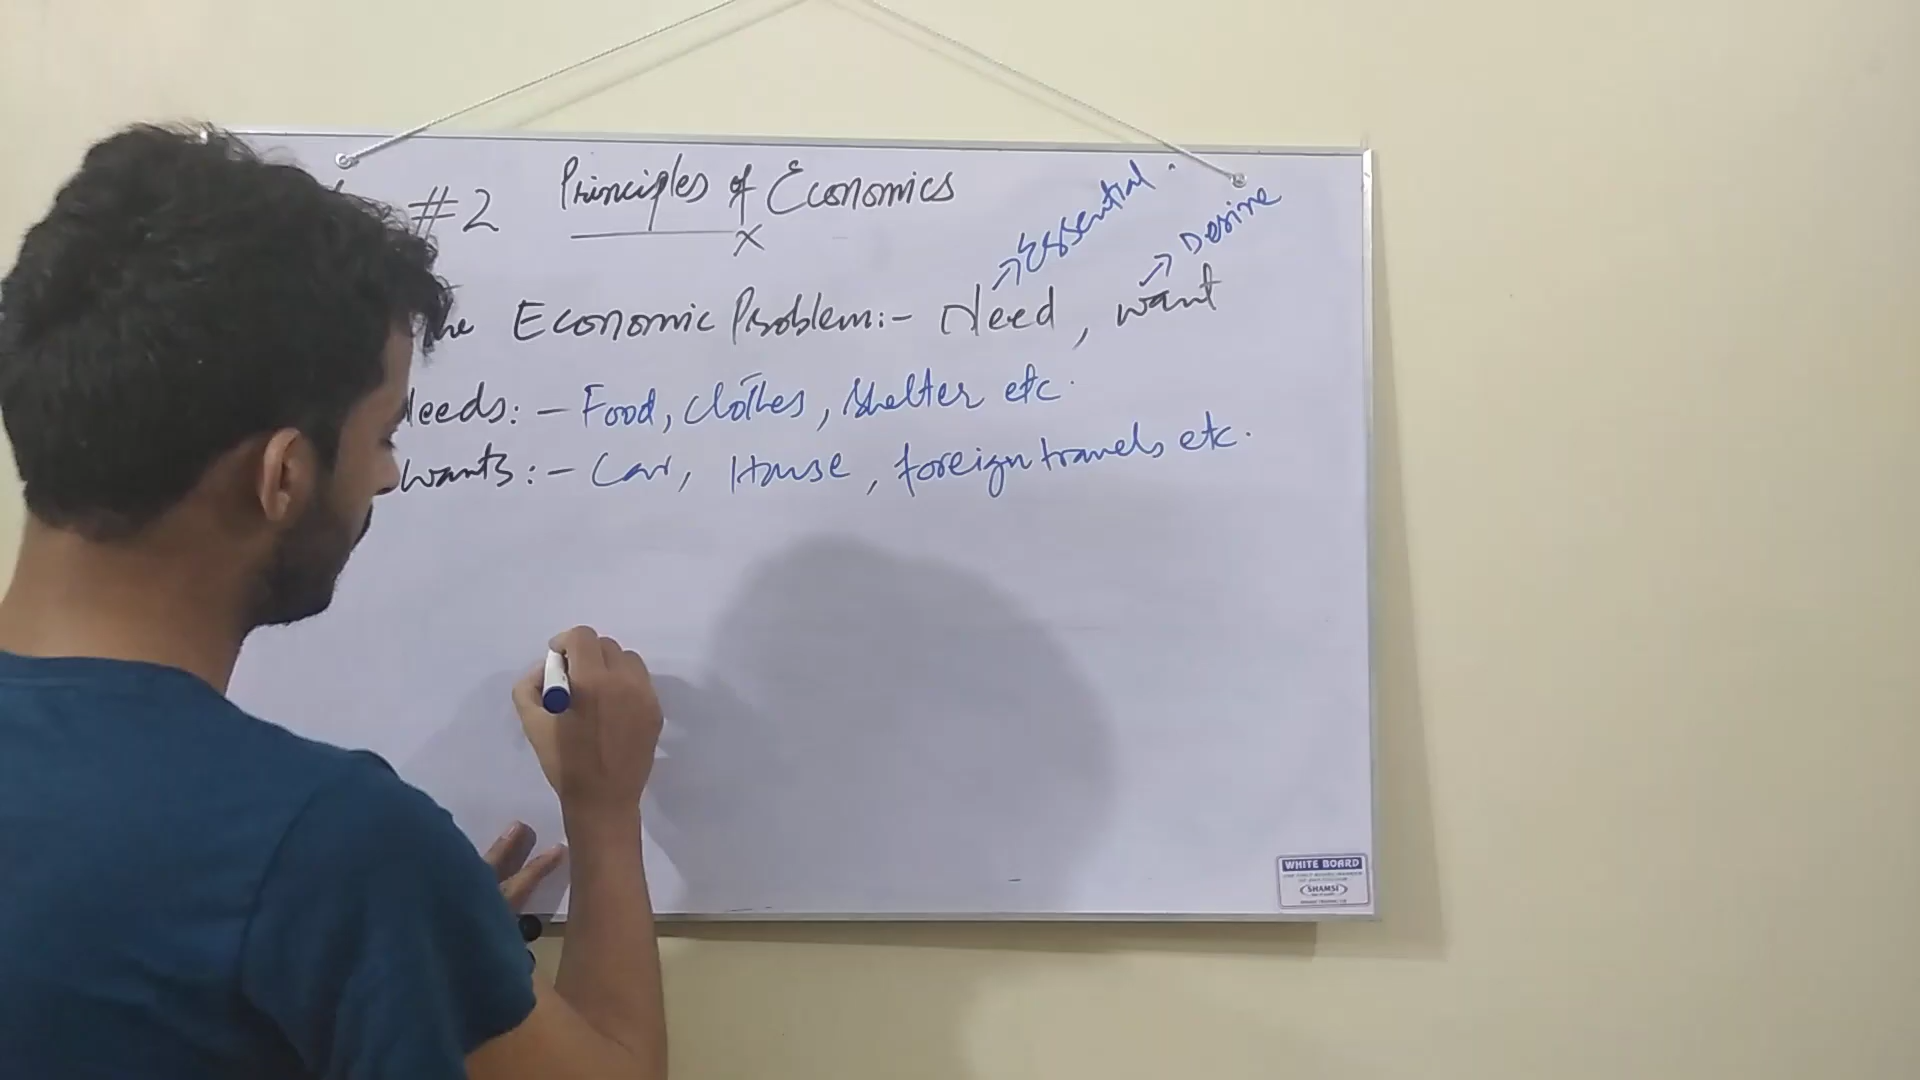 #2 Principles of Economics
x
Essential.
Desire
The Economic Problem:- Need, want
Needs:- Food, clothes, Shelter etc.
wants:- Car, House, foreign travels etc.
WHITE BOARD
SHAMSI